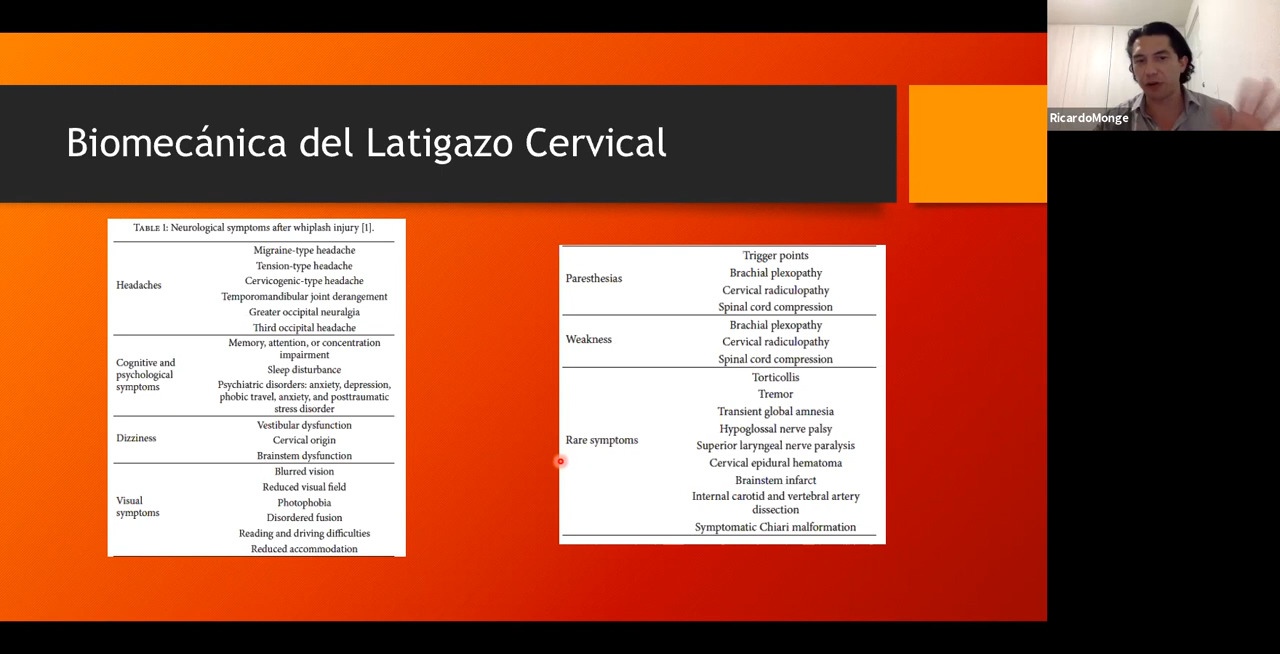 Biomecánica del Latigazo Cervical
RicardoMonge
TABLE 1: Neurological symptoms after whiplash injury [1].
Headaches
Migraine-type headache
Tension-type headache
Cervicogenic-type headache
Temporomandibular joint derangement
Greater occipital neuralgia
Third occipital headache
Cognitive and
psychological
symptoms
Memory, attention, or concentration
impairment
Sleep disturbance
Psychiatric disorders: anxiety, depression,
phobic travel, anxiety, and posttraumatic
stress disorder
Dizziness
Vestibular dysfunction
Cervical origin
Brainstem dysfunction
Visual
symptoms
Blurred vision
Reduced visual field
Photophobia
Disordered fusion
Reading and driving difficulties
Reduced accommodation
Paresthesias
Trigger points
Brachial plexopathy
Cervical radiculopathy
Spinal cord compression
Weakness
Brachial plexopathy
Cervical radiculopathy
Spinal cord compression
Rare symptoms
Torticollis
Tremor
Transient global amnesia
Hypoglossal nerve palsy
Superior laryngeal nerve paralysis
Cervical epidural hematoma
Brainstem infarct
Internal carotid and vertebral artery
dissection
Symptomatic Chiari malformation